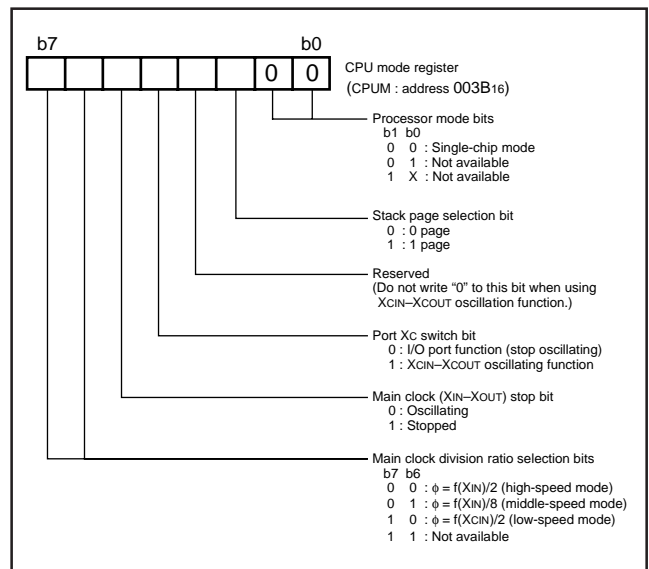 b7 b0
0 0
CPU mode register
(CPUM : address 003B16)
Processor mode bits
b1 b0
0 0 : Single-chip mode
0 1 : Not available
1 X : Not available
Stack page selection bit
0 : 0 page
1 : 1 page
Reserved
(Do not write “0” to this bit when using
XCIN–XCOUT oscillation function.)
Port XC switch bit
0 : I/O port function (stop oscillating)
1 : XCIN–XCOUT oscillating function
Main clock (XIN–XOUT) stop bit
0 : Oscillating
1 : Stopped
Main clock division ratio selection bits
b7 b6
0 0 : φ = f(XIN)/2 (high-speed mode)
0 1 : φ = f(XIN)/8 (middle-speed mode)
1 0 : φ = f(XCIN)/2 (low-speed mode)
1 1 : Not available